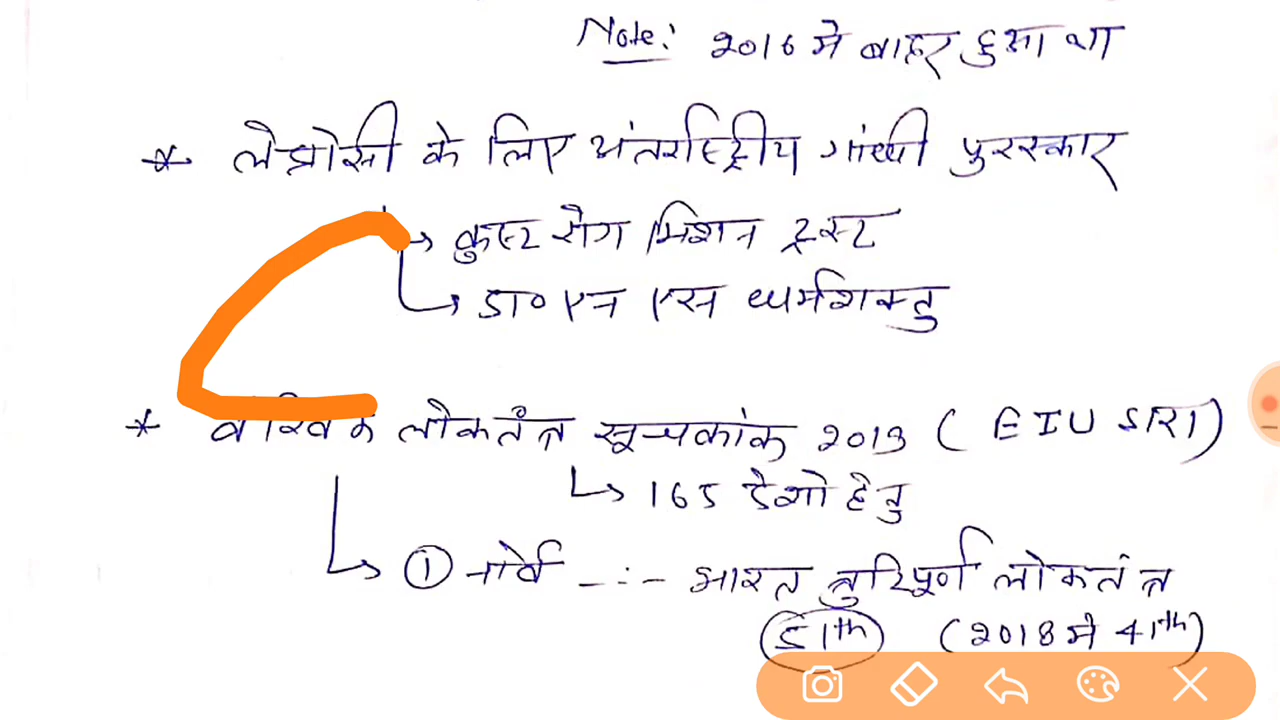 Note: 2016 मे बाहर हुआ था
* लेप्रोसी के लिए अंतर्राष्ट्रीय गांधी पुरस्कार
→ कुष्ट रोग मिशन ट्रस्ट
→ डा० एन एस धर्मशक्तु
* वैश्विक लोकतंत्र सूचकांक 2019 ( EIU द्वारा)
→ 165 देशो हेतु
→ ① नार्वे -:- भारत त्रुटिपूर्ण लोकतंत्र
51th (2018 मे 41th)